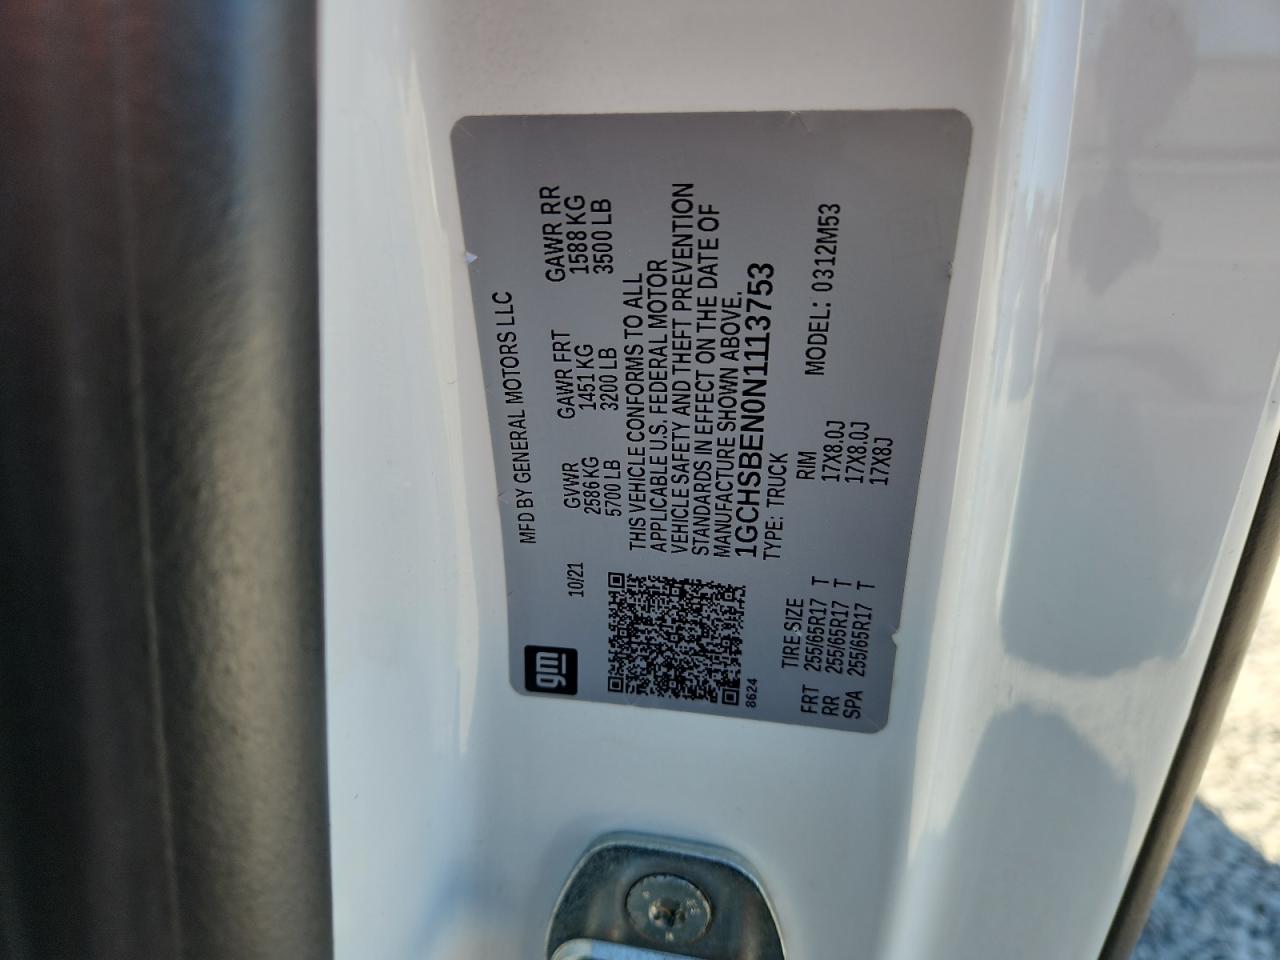 gm
10/21
MFD BY GENERAL MOTORS LLC
GVWR GAWR FRT GAWR RR
2586 KG 1451 KG 1588 KG
5700 LB 3200 LB 3500 LB
THIS VEHICLE CONFORMS TO ALL
APPLICABLE U.S. FEDERAL MOTOR
VEHICLE SAFETY AND THEFT PREVENTION
STANDARDS IN EFFECT ON THE DATE OF
MANUFACTURE SHOWN ABOVE.
1GCHSBEN0N1113753
8624
TYPE: TRUCK
TIRE SIZE RIM MODEL: 0312M53
FRT 255/65R17 T 17X8.0J
RR 255/65R17 T 17X8.0J
SPA 255/65R17 T 17X8J